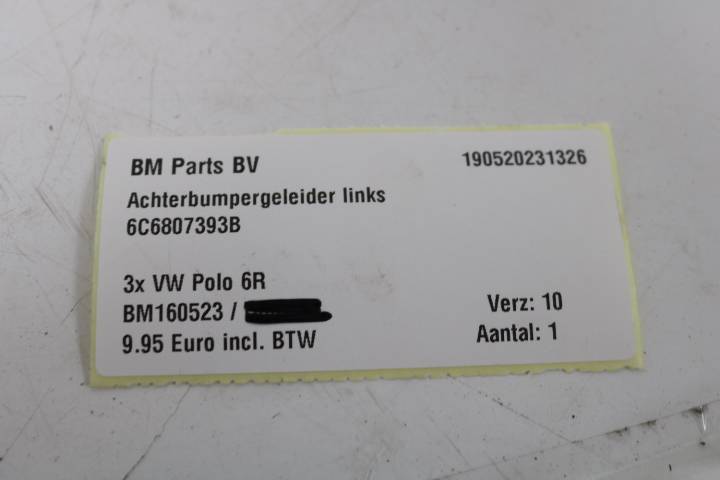 BM Parts BV 190520231326
Achterbumpergeleider links
6C6807393B
3x VW Polo 6R
BM160523 / Verz: 10
9.95 Euro incl. BTW Aantal: 1